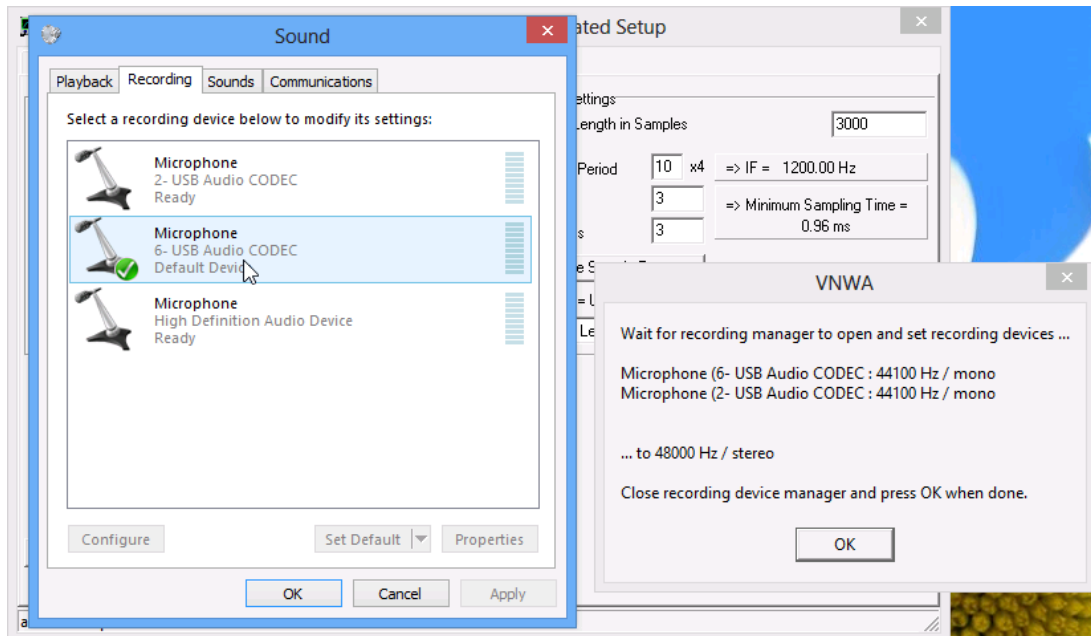 Sound
ated Setup
Playback Recording Sounds Communications
Select a recording device below to modify its settings:
Microphone
2- USB Audio CODEC
Ready
Microphone
6- USB Audio CODEC
Default Device
Microphone
High Definition Audio Device
Ready
Configure Set Default Properties
OK Cancel Apply
ettings
Length in Samples 3000
Period 10 x4 => IF = 1200.00 Hz
3 => Minimum Sampling Time =
0.96 ms
s 3
VNWA
Wait for recording manager to open and set recording devices ...
Microphone (6- USB Audio CODEC : 44100 Hz / mono
Microphone (2- USB Audio CODEC : 44100 Hz / mono
... to 48000 Hz / stereo
Close recording device manager and press OK when done.
OK